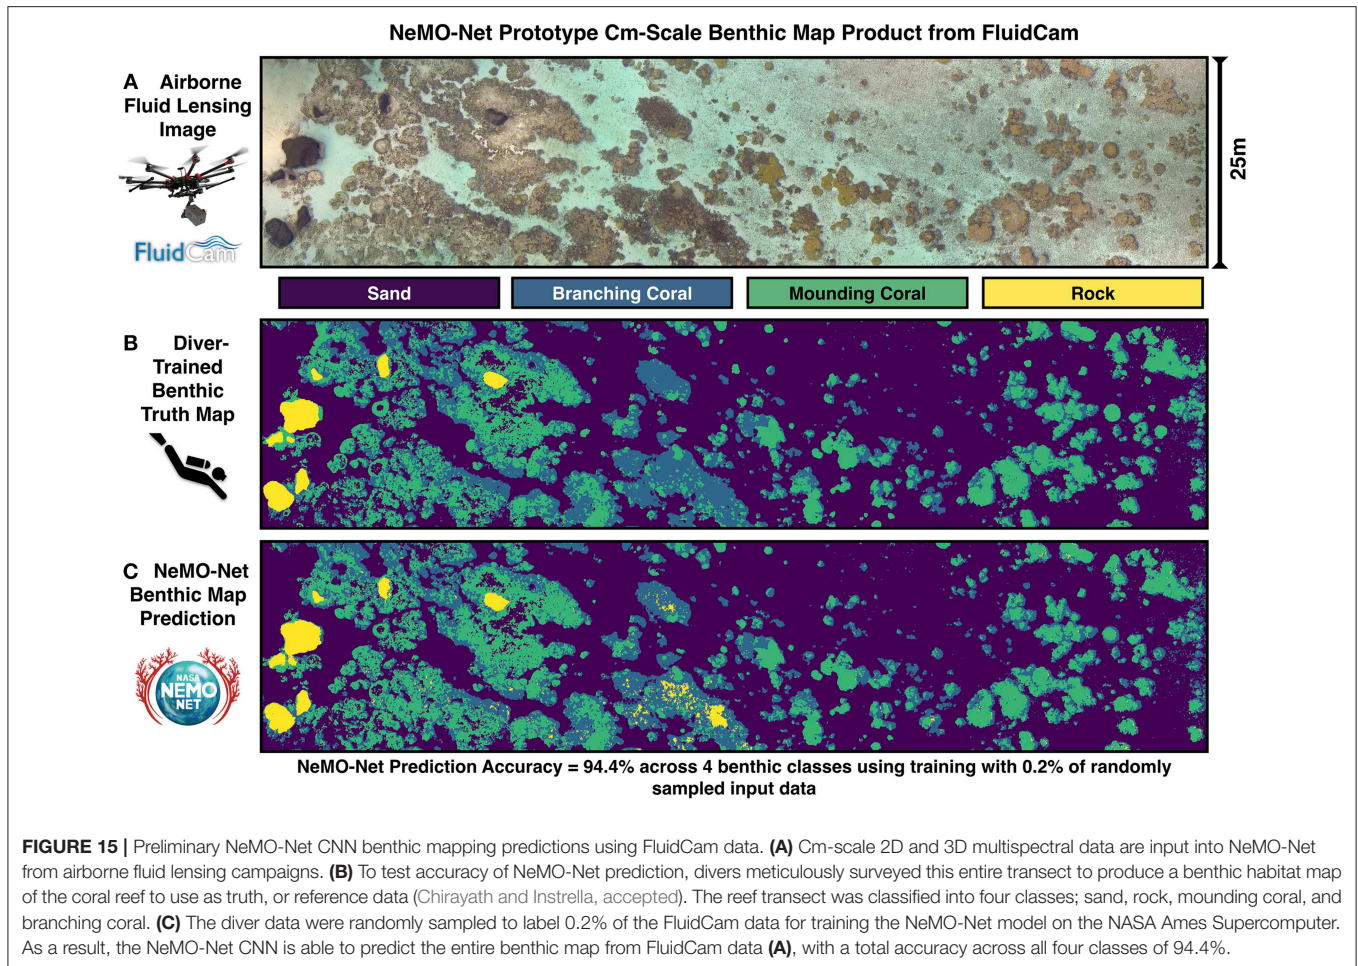 NeMO-Net Prototype Cm-Scale Benthic Map Product from FluidCam
A Airborne
Fluid Lensing
Image
FluidCam
25m
Sand
Branching Coral
Mounding Coral
Rock
B Diver-
Trained
Benthic
Truth Map
C NeMO-Net
Benthic Map
Prediction
NASA
NEMO
NET
NeMO-Net Prediction Accuracy = 94.4% across 4 benthic classes using training with 0.2% of randomly
sampled input data
FIGURE 15 | Preliminary NeMO-Net CNN benthic mapping predictions using FluidCam data. (A) Cm-scale 2D and 3D multispectral data are input into NeMO-Net
from airborne fluid lensing campaigns. (B) To test accuracy of NeMO-Net prediction, divers meticulously surveyed this entire transect to produce a benthic habitat map
of the coral reef to use as truth, or reference data (Chirayath and Instrella, accepted). The reef transect was classified into four classes; sand, rock, mounding coral, and
branching coral. (C) The diver data were randomly sampled to label 0.2% of the FluidCam data for training the NeMO-Net model on the NASA Ames Supercomputer.
As a result, the NeMO-Net CNN is able to predict the entire benthic map from FluidCam data (A), with a total accuracy across all four classes of 94.4%.